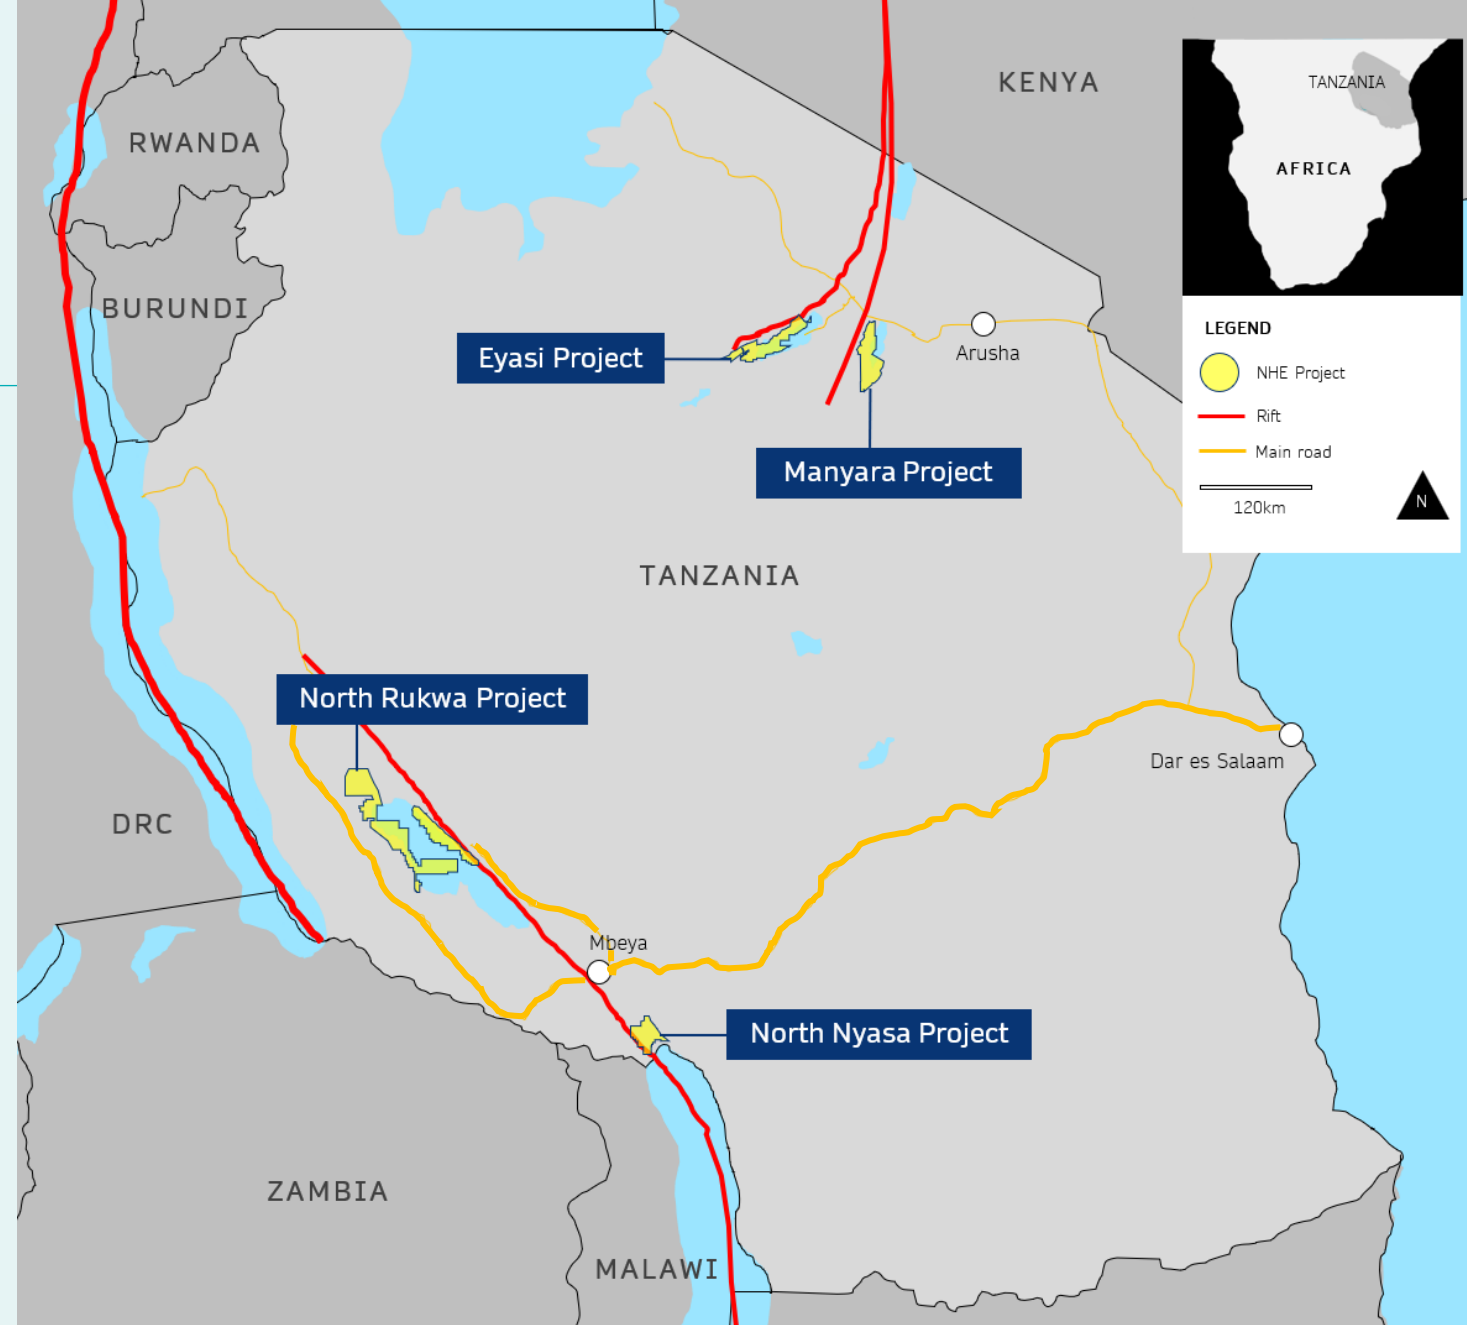 KENYA
TANZANIA
RWANDA
AFRICA
BURUNDI
LEGEND
Eyasi Project
Arusha
NHE Project
Rift
Manyara Project
Main road
120km
N
TANZANIA
North Rukwa Project
Dar es Salaam
DRC
Mbeya
North Nyasa Project
ZAMBIA
MALAWI